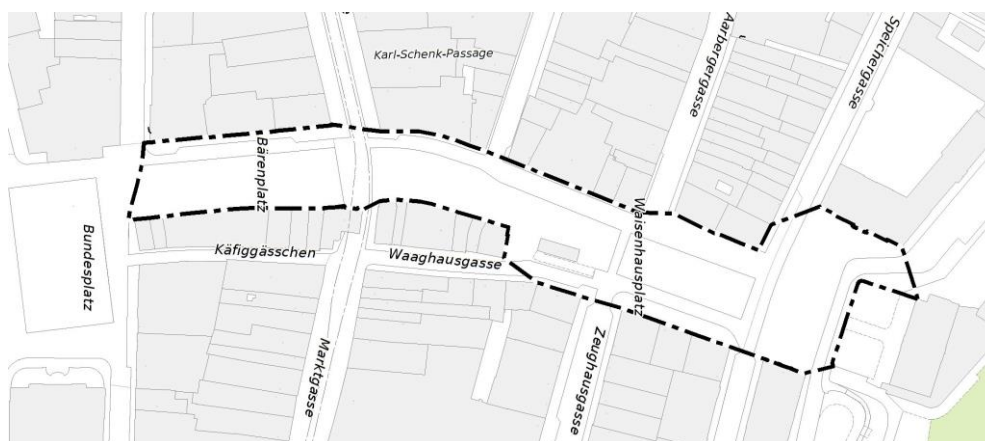 Karl-Schenk-Passage
Aarbergergasse
Speichergasse
Bärenplatz
Waisenhausplatz
Bundesplatz
Käfiggässchen
Waaghausgasse
Marktgasse
Zeughausgasse